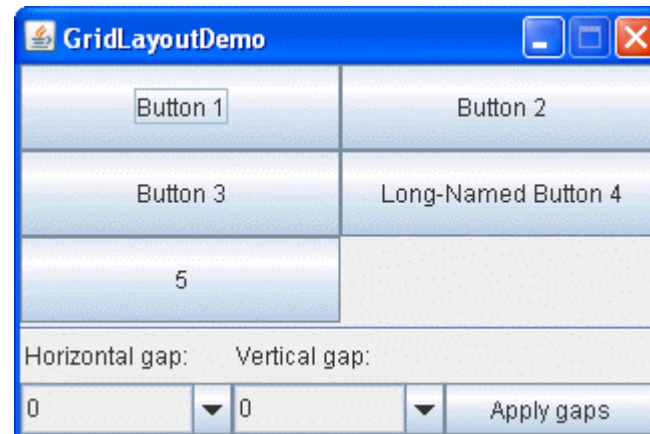 GridLayoutDemo
Button 1 Button 2
Button 3 Long-Named Button 4
5
Horizontal gap: Vertical gap:
0 0 Apply gaps